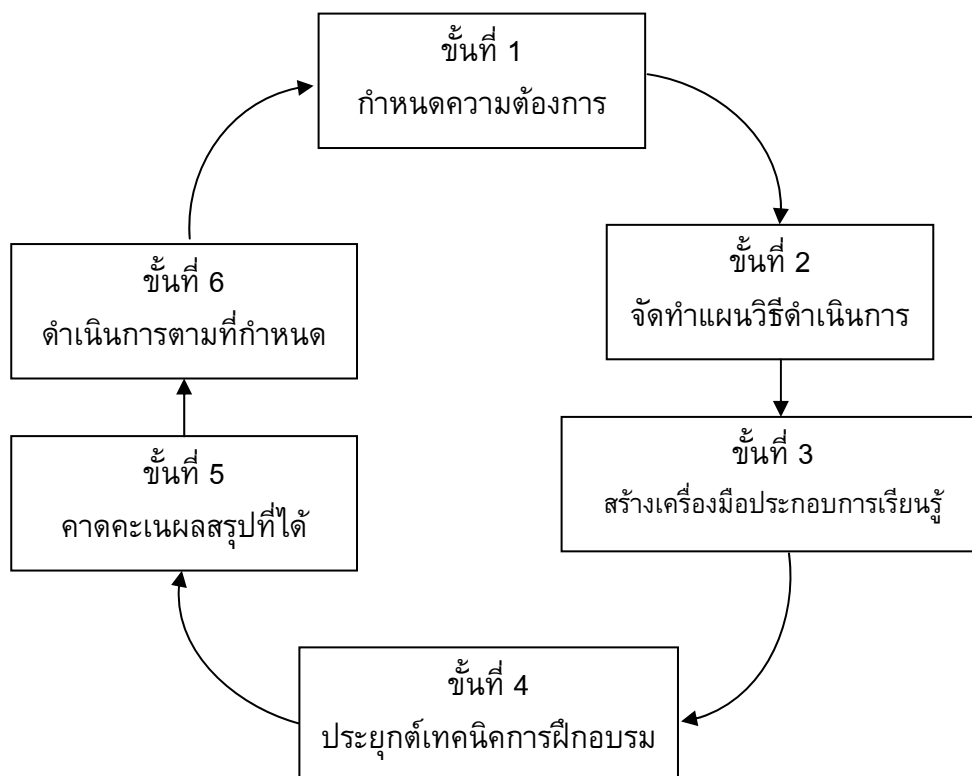 ขั้นที่ 1
กำหนดความต้องการ
ขั้นที่ 2
จัดทำแผนวิธีดำเนินการ
ขั้นที่ 3
สร้างเครื่องมือประกอบการเรียนรู้
ขั้นที่ 4
ประยุกต์เทคนิคการฝึกอบรม
ขั้นที่ 5
คาดคะเนผลสรุปที่ได้
ขั้นที่ 6
ดำเนินการตามที่กำหนด